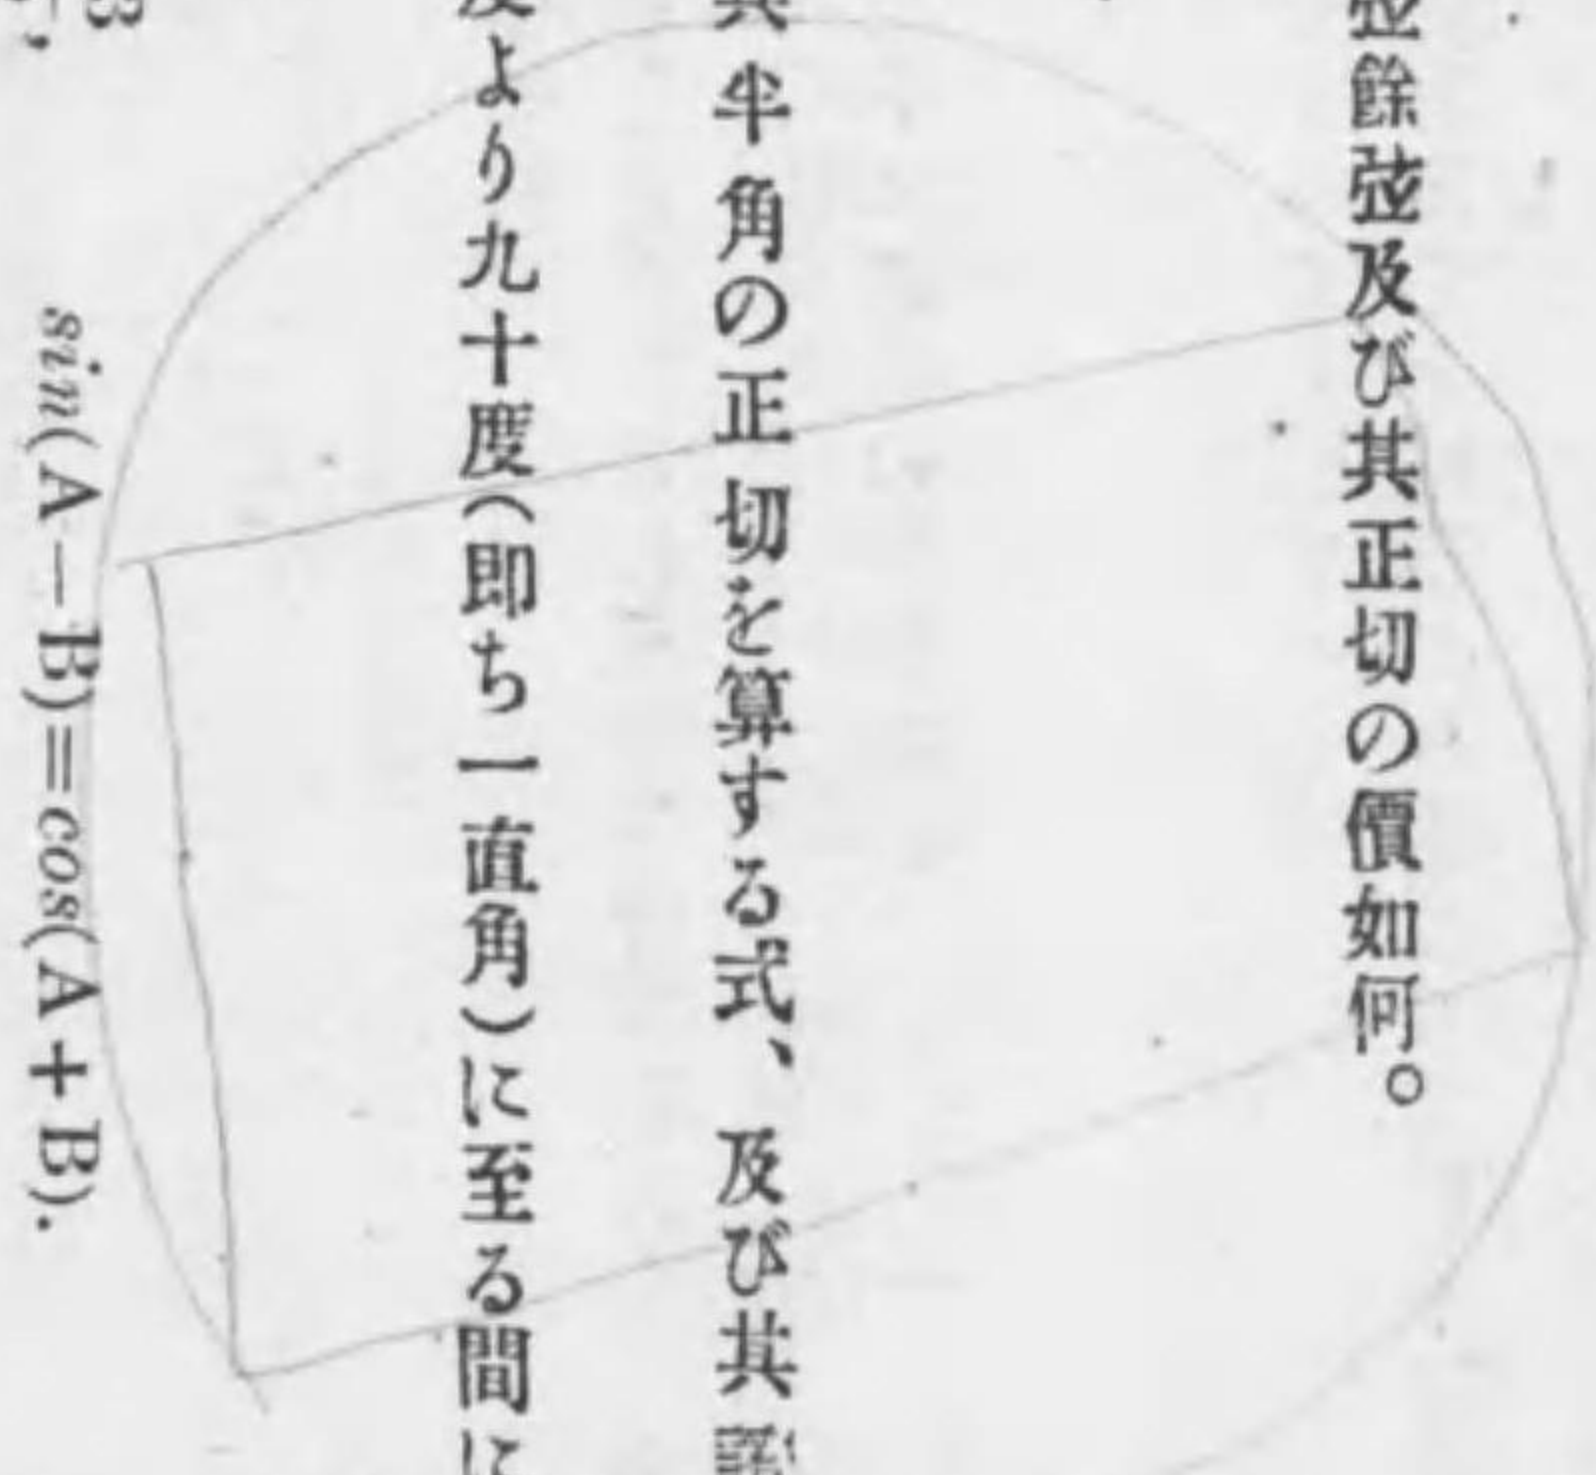 弦餘弦及び其正切の價如何。
其半角の正切を算する式、及び其證
度より九十度(即ち一直角)に至る間に
sin(A−B)=cos(A+B).